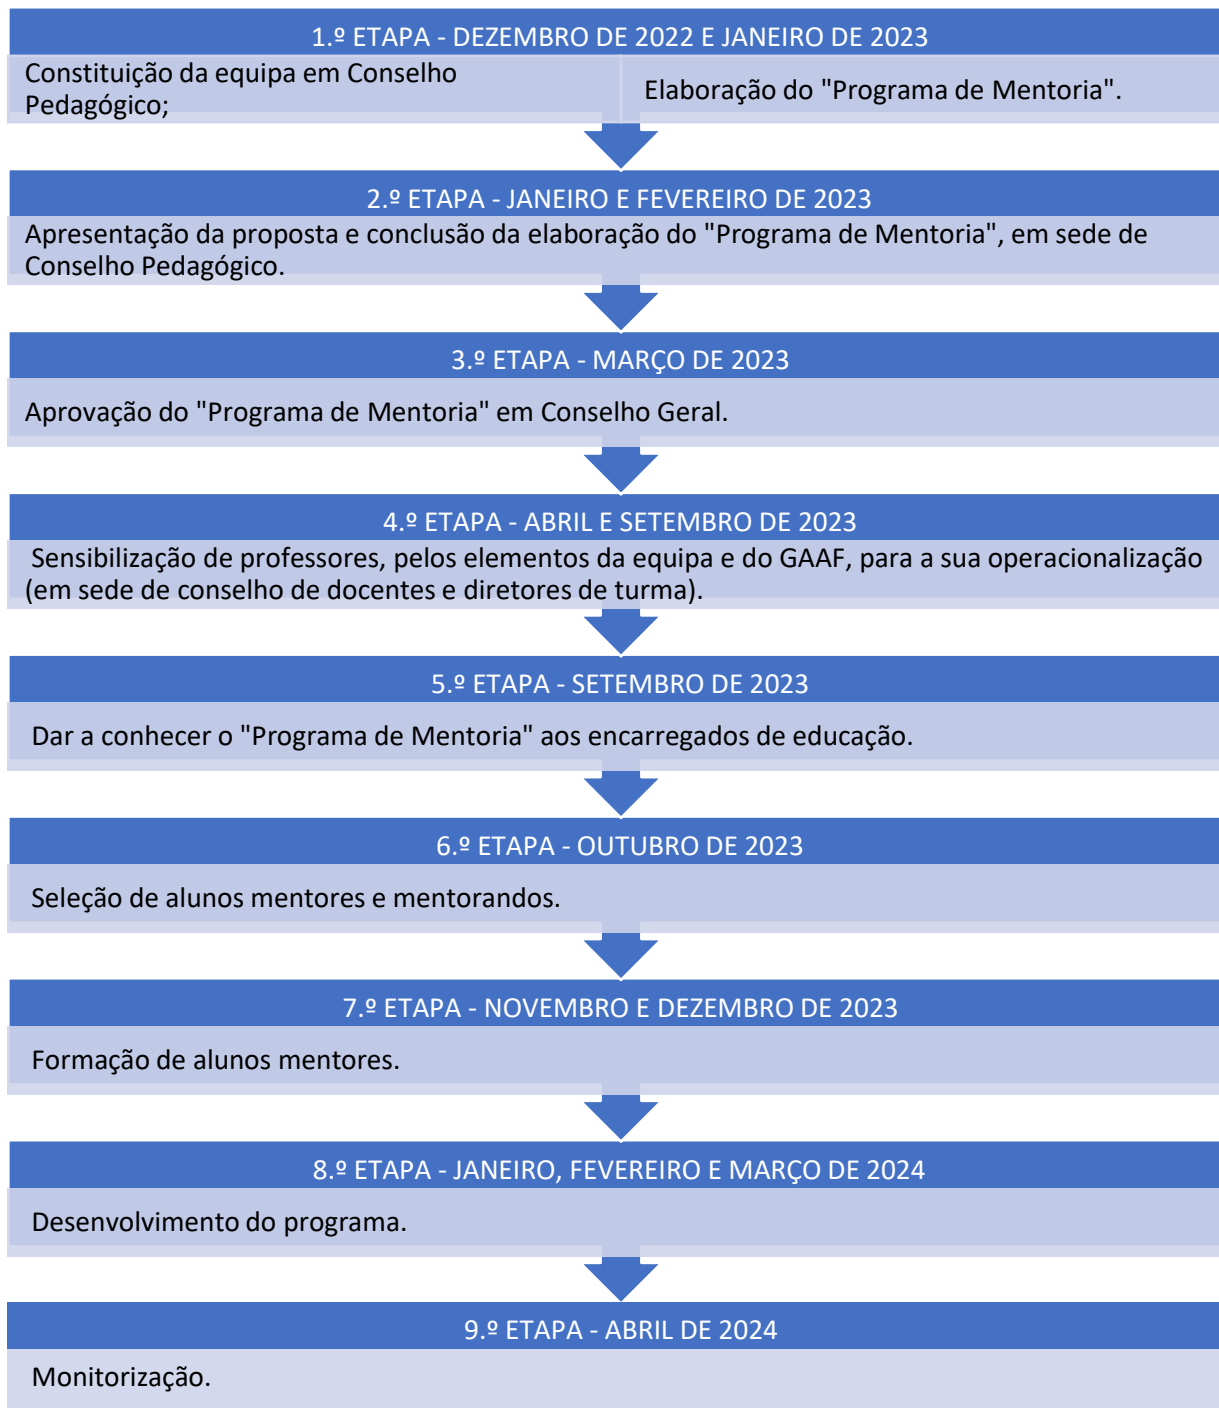 1.º ETAPA - DEZEMBRO DE 2022 E JANEIRO DE 2023
Constituição da equipa em Conselho
Pedagógico;
Elaboração do "Programa de Mentoria".
2.º ETAPA - JANEIRO E FEVEREIRO DE 2023
Apresentação da proposta e conclusão da elaboração do "Programa de Mentoria", em sede de
Conselho Pedagógico.
3.º ETAPA - MARÇO DE 2023
Aprovação do "Programa de Mentoria" em Conselho Geral.
4.º ETAPA - ABRIL E SETEMBRO DE 2023
Sensibilização de professores, pelos elementos da equipa e do GAAF, para a sua operacionalização
(em sede de conselho de docentes e diretores de turma).
5.º ETAPA - SETEMBRO DE 2023
Dar a conhecer o "Programa de Mentoria" aos encarregados de educação.
6.º ETAPA - OUTUBRO DE 2023
Seleção de alunos mentores e mentorandos.
7.º ETAPA - NOVEMBRO E DEZEMBRO DE 2023
Formação de alunos mentores.
8.º ETAPA - JANEIRO, FEVEREIRO E MARÇO DE 2024
Desenvolvimento do programa.
9.º ETAPA - ABRIL DE 2024
Monitorização.